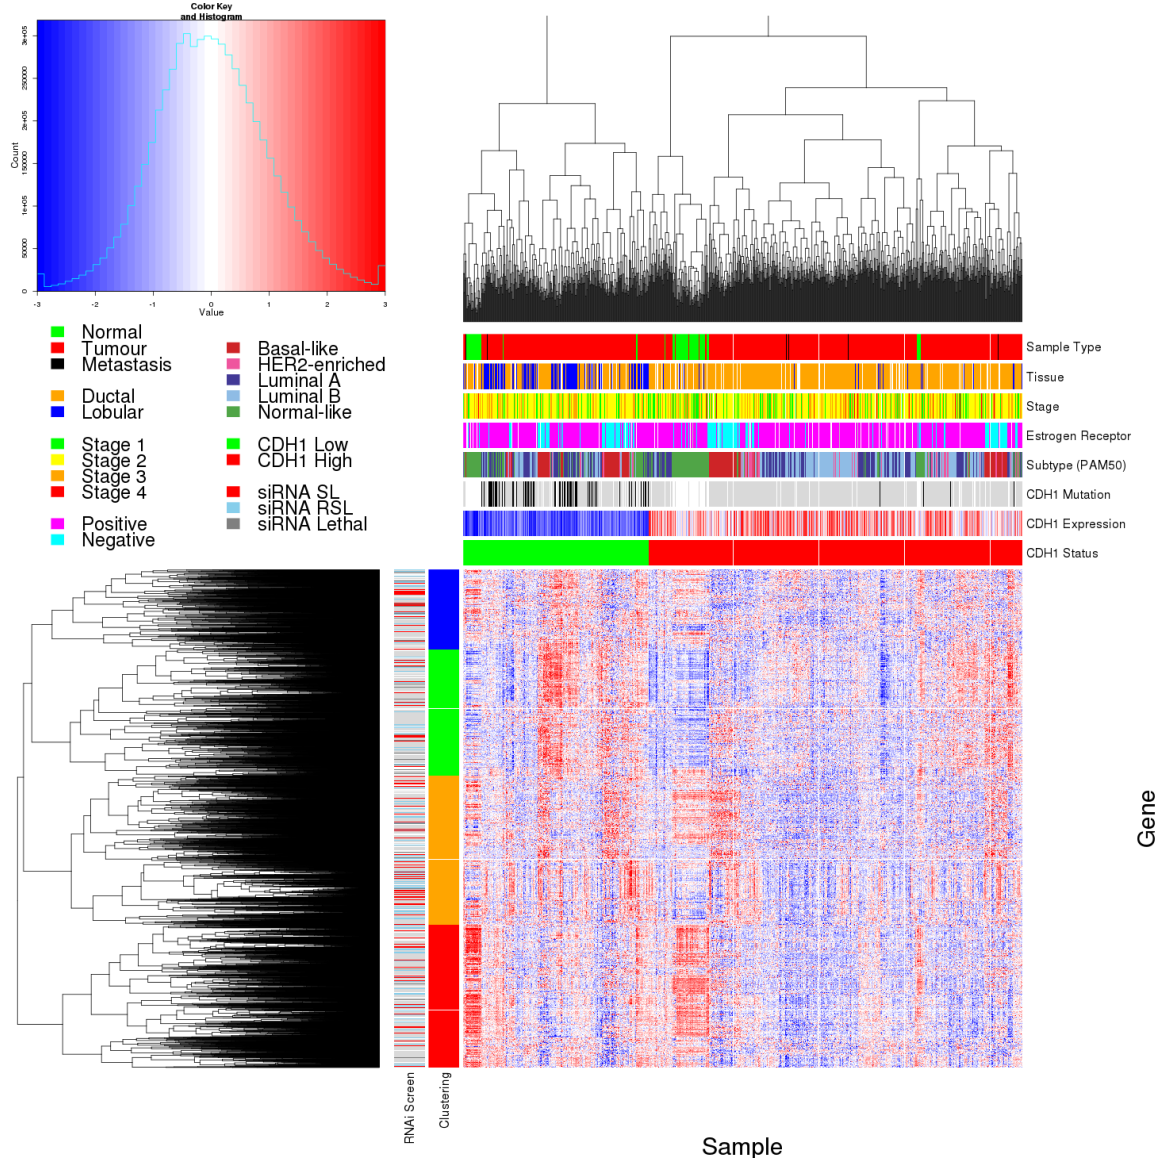 Color Key
and Histogram
Count
0
50000
1e+05
150000
2e+05
250000
3e+05
-3
-2
-1
0
1
2
3
Value
Normal
Tumour
Metastasis
Ductal
Lobular
Stage 1
Stage 2
Stage 3
Stage 4
Positive
Negative
Basal-like
HER2-enriched
Luminal A
Luminal B
Normal-like
CDH1 Low
CDH1 High
siRNA SL
siRNA RSL
siRNA Lethal
Sample Type
Tissue
Stage
Estrogen Receptor
Subtype (PAM50)
CDH1 Mutation
CDH1 Expression
CDH1 Status
Gene
RNAi Screen
Clustering
Sample